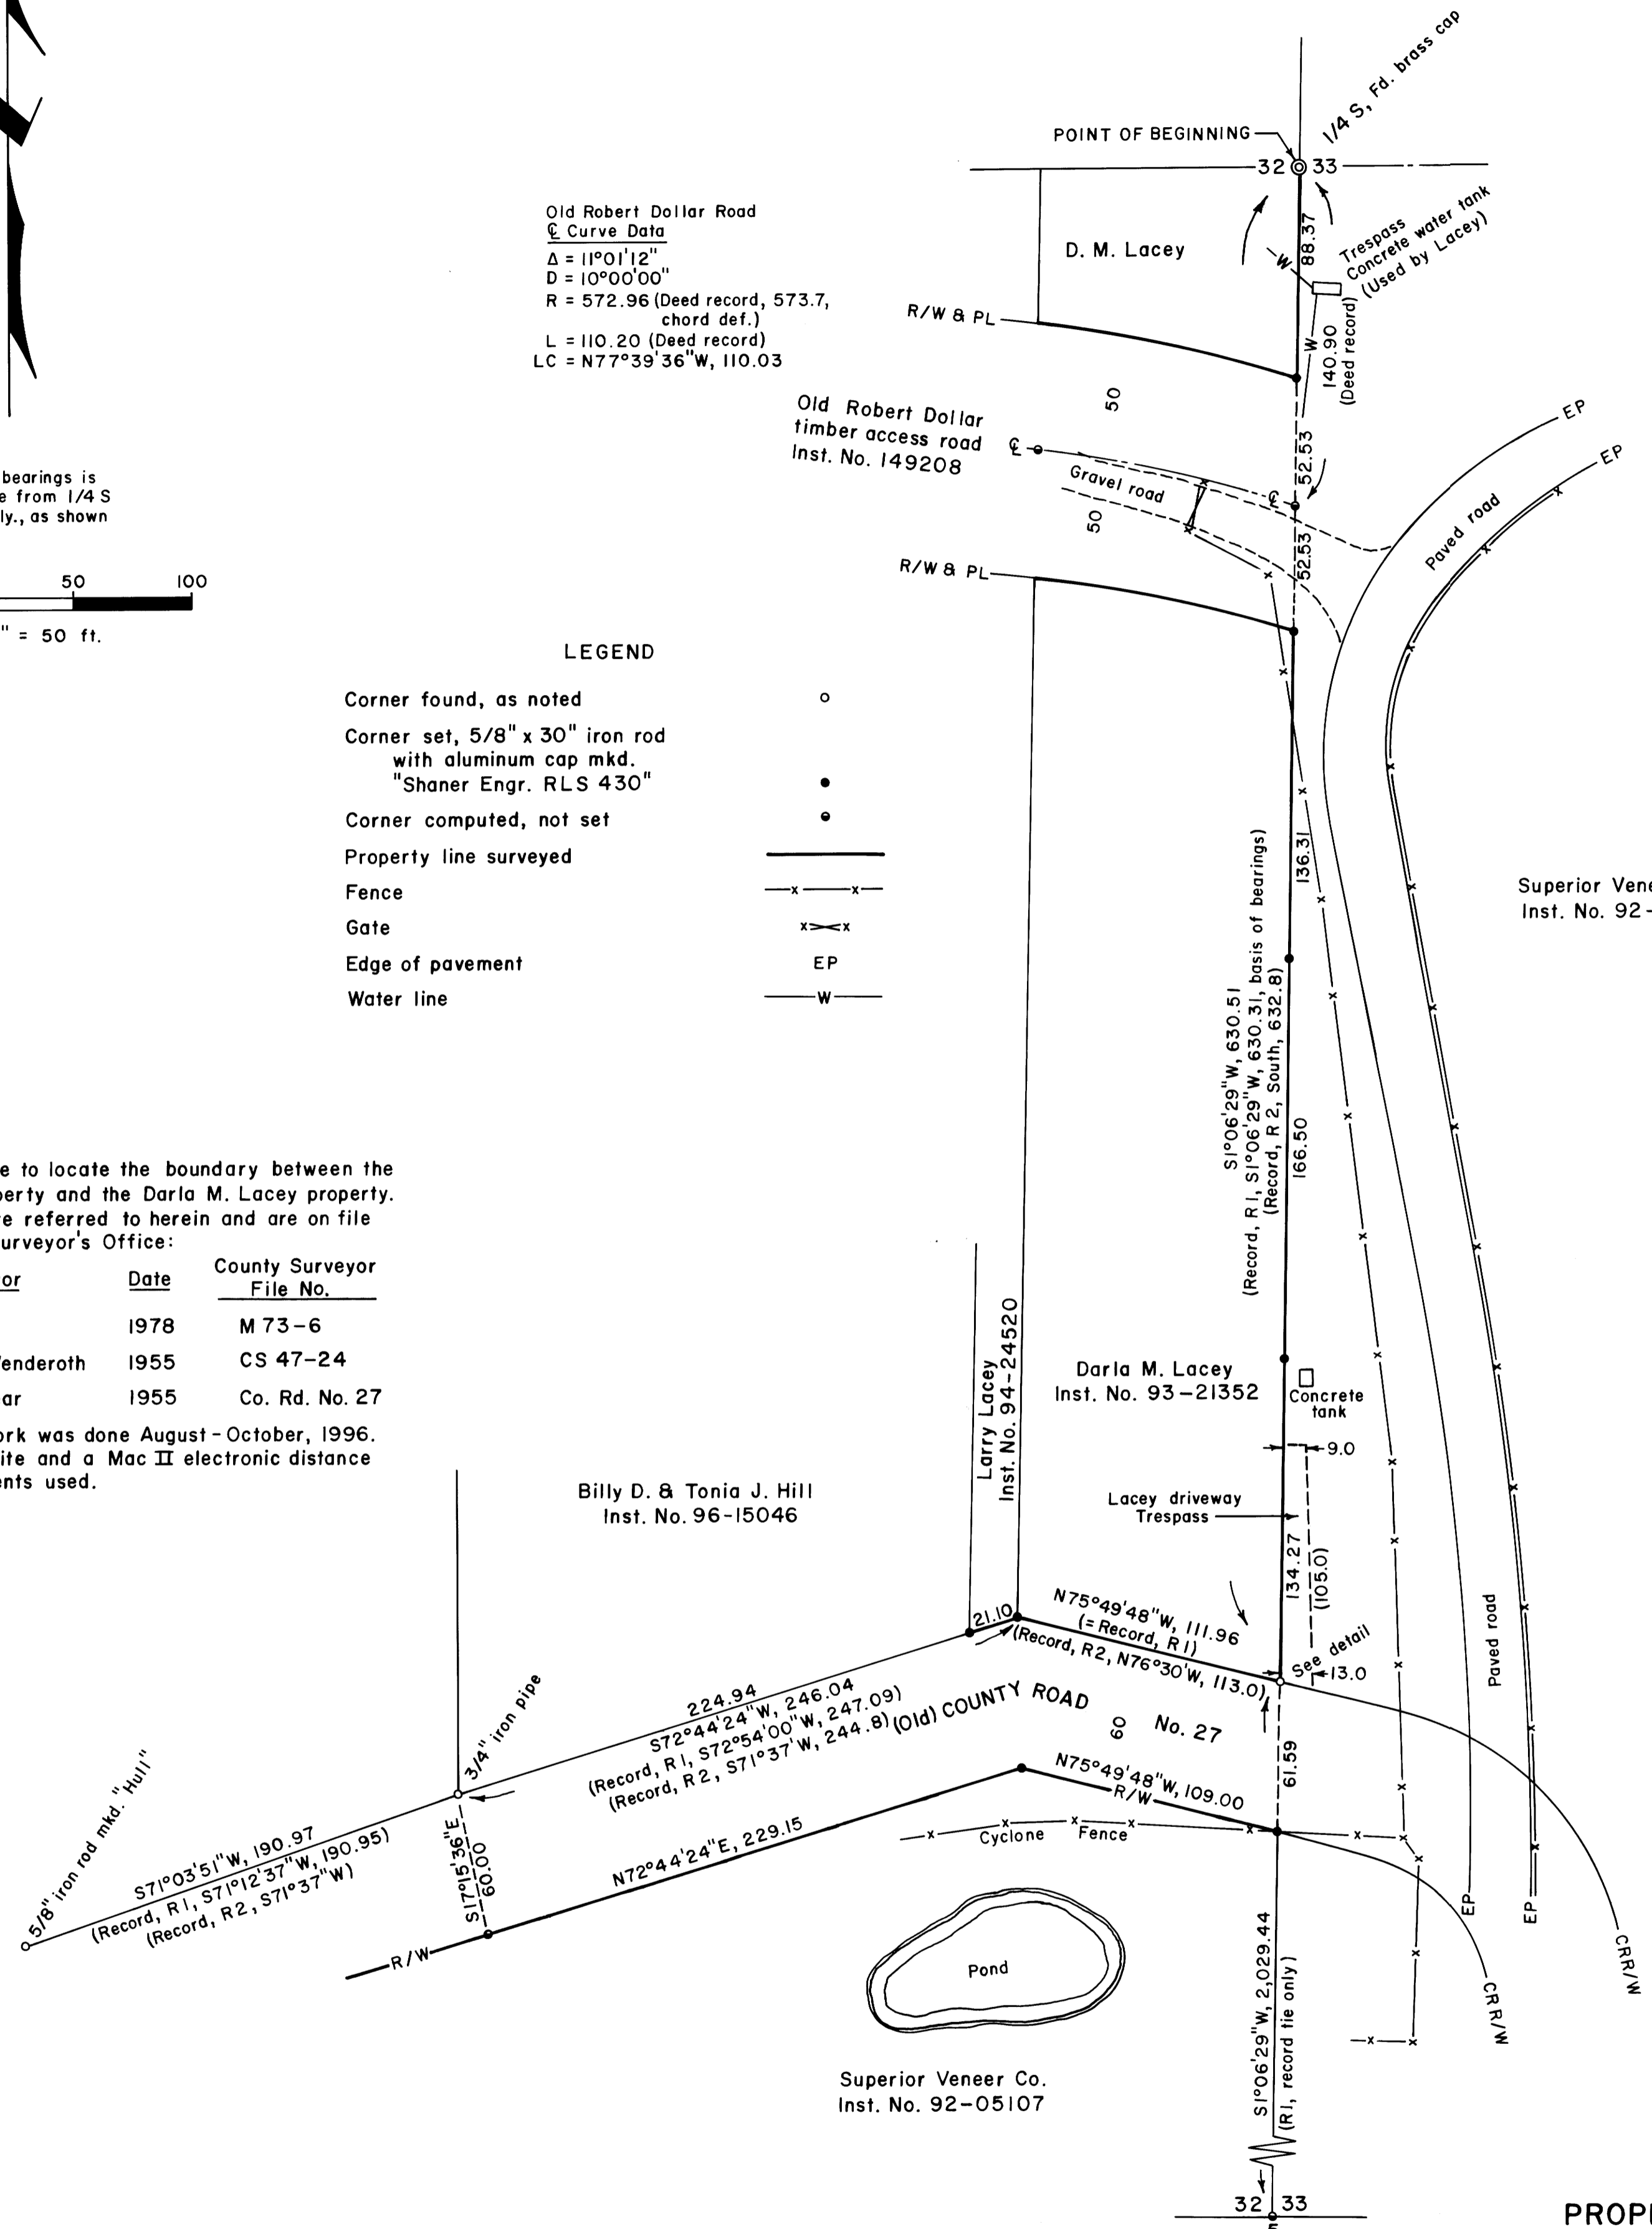 1/4 S, Fd. brass cap
POINT OF BEGINNING
32 33
88.37
Trespass
Concrete water tank
(Used by Lacey)
W
W
140.90
(Deed record)
D. M. Lacey
R/W & PL
Old Robert Dollar Road
℄ Curve Data
Δ = 11°01'12"
D = 10°00'00"
R = 572.96 (Deed record, 573.7,
chord def.)
L = 110.20 (Deed record)
LC = N77°39'36"W, 110.03
50
Old Robert Dollar
timber access road
Inst. No. 149208
℄
Gravel road
℄
50
52.53
52.53
EP
EP
Paved road
R/W & PL
bearings is
e from 1/4 S
ly., as shown
50 100
" = 50 ft.
LEGEND
Corner found, as noted
Corner set, 5/8" x 30" iron rod
with aluminum cap mkd.
"Shaner Engr. RLS 430"
Corner computed, not set
Property line surveyed
Fence
Gate
Edge of pavement EP
Water line W
136.31
S1°06'29"W, 630.51
(Record, R1, S1°06'29"W, 630.31, basis of bearings)
(Record, R2, South, 632.8)
166.50
Superior Vene
Inst. No. 92-
e to locate the boundary between the
perty and the Darla M. Lacey property.
e referred to herein and are on file
urveyor's Office:
or Date County Surveyor
File No.
1978 M 73-6
enderoth 1955 CS 47-24
ar 1955 Co. Rd. No. 27
ork was done August-October, 1996.
ite and a Mac II electronic distance
nts used.
Larry Lacey
Inst. No. 94-24520
Darla M. Lacey
Inst. No. 93-21352
Concrete
tank
9.0
Billy D. & Tonia J. Hill
Inst. No. 96-15046
Lacey driveway
Trespass
134.27
(105.0)
See detail
13.0
Paved road
21.10
N75°49'48"W, 111.96
(= Record, R1)
(Record, R2, N76°30'W, 113.0)
224.94
S72°44'24"W, 246.04
(Record, R1, S72°54'00"W, 247.09)
(Record, R2, S71°37'W, 244.8)
(Old) COUNTY ROAD No. 27
60
61.59
N75°49'48"W, 109.00
R/W
Cyclone Fence
3/4" iron pipe
5/8" iron rod mkd. "Hull"
S71°03'51"W, 190.97
(Record, R1, S71°12'37"W, 190.95)
(Record, R2, S71°37"W)
S17°15'36"E
60.00
N72°44'24"E, 229.15
R/W
Pond
EP
EP
CRR/W
CRR/W
S1°06'29"W, 2,029.44
(R1, record tie only)
Superior Veneer Co.
Inst. No. 92-05107
32 33
PROP